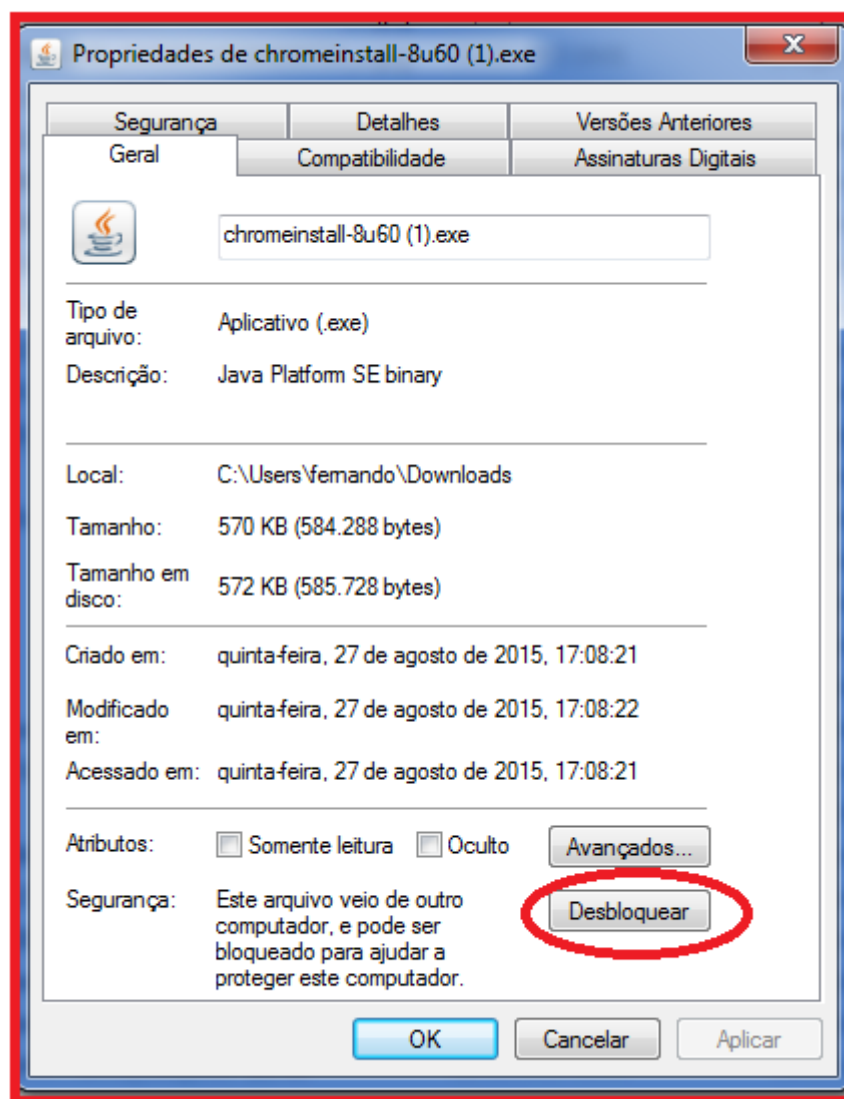 Propriedades de chromeinstall-8u60 (1).exe
Segurança Detalhes Versões Anteriores
Geral Compatibilidade Assinaturas Digitais
chromeinstall-8u60 (1).exe
Tipo de
arquivo: Aplicativo (.exe)
Descrição: Java Platform SE binary
Local: C:\Users\fernando\Downloads
Tamanho: 570 KB (584.288 bytes)
Tamanho em
disco: 572 KB (585.728 bytes)
Criado em: quinta-feira, 27 de agosto de 2015, 17:08:21
Modificado
em: quinta-feira, 27 de agosto de 2015, 17:08:22
Acessado em: quinta-feira, 27 de agosto de 2015, 17:08:21
Atributos: Somente leitura Oculto Avançados...
Segurança: Este arquivo veio de outro
computador, e pode ser
bloqueado para ajudar a
proteger este computador.
Desbloquear
OK Cancelar Aplicar